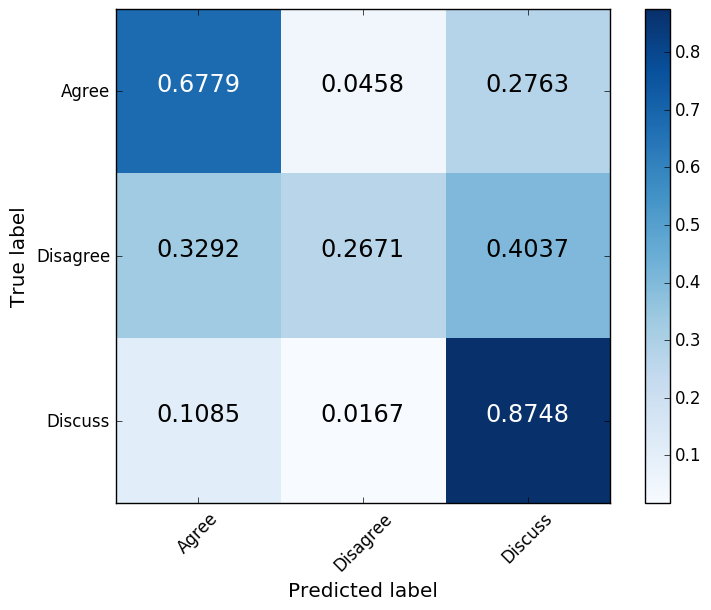 Agree 0.6779 0.0458 0.2763
Disagree 0.3292 0.2671 0.4037
Discuss 0.1085 0.0167 0.8748
Agree Disagree Discuss
Predicted label
True label
0.8
0.7
0.6
0.5
0.4
0.3
0.2
0.1